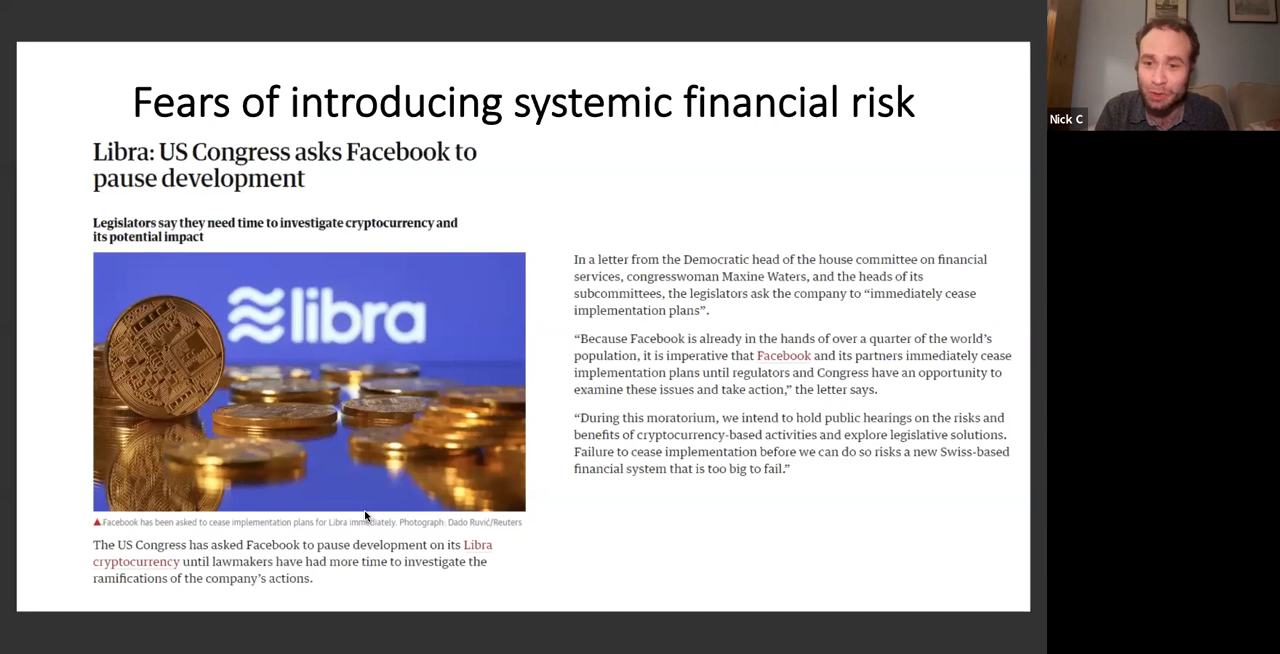 Fears of introducing systemic financial risk
Libra: US Congress asks Facebook to
pause development
Legislators say they need time to investigate cryptocurrency and
its potential impact
libra
Facebook has been asked to cease implementation plans for Libra immediately. Photograph: Dado Ruvić/Reuters
The US Congress has asked Facebook to pause development on its Libra
cryptocurrency until lawmakers have had more time to investigate the
ramifications of the company’s actions.
In a letter from the Democratic head of the house committee on financial
services, congresswoman Maxine Waters, and the heads of its
subcommittees, the legislators ask the company to “immediately cease
implementation plans”.
“Because Facebook is already in the hands of over a quarter of the world’s
population, it is imperative that Facebook and its partners immediately cease
implementation plans until regulators and Congress have an opportunity to
examine these issues and take action,” the letter says.
“During this moratorium, we intend to hold public hearings on the risks and
benefits of cryptocurrency-based activities and explore legislative solutions.
Failure to cease implementation before we can do so risks a new Swiss-based
financial system that is too big to fail.”
Nick C